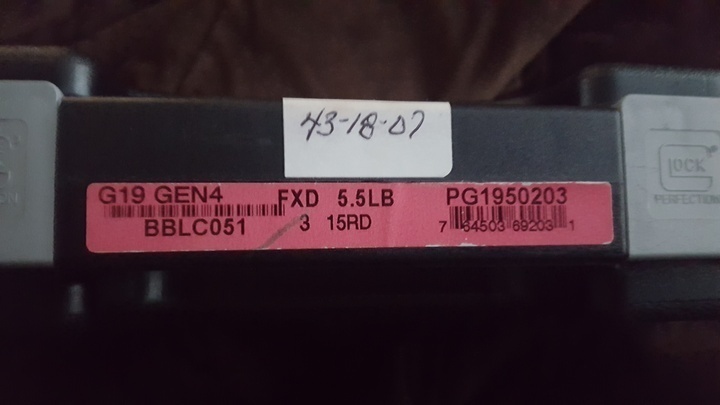 43-18-07
G19 GEN4 FXD 5.5LB PG1950203
BBLC051 3 15RD 7 64503 69203 1
GLOCK
PERFECTION